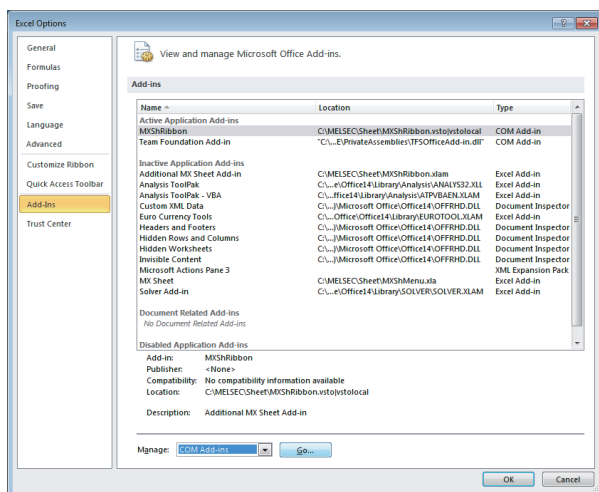 Excel Options
General
Formulas
Proofing
Save
Language
Advanced
Customize Ribbon
Quick Access Toolbar
Add-Ins
Trust Center
View and manage Microsoft Office Add-ins.
Add-ins
Name Location Type
Active Application Add-ins
MXShRibbon C:\MELSEC\Sheet\MXShRibbon.vsto|vstolocal COM Add-in
Team Foundation Add-in "C:\...E\PrivateAssemblies\TFSOfficeAdd-in.dll" COM Add-in
Inactive Application Add-ins
Additional MX Sheet Add-in C:\MELSEC\Sheet\MXShRibbon.xlam Excel Add-in
Analysis ToolPak C:\...e\Office14\Library\Analysis\ANALYS32.XLL Excel Add-in
Analysis ToolPak - VBA C:\...ffice14\Library\Analysis\ATPVBAEN.XLAM Excel Add-in
Custom XML Data C:\...)\Microsoft Office\Office14\OFFRHD.DLL Document Inspector
Euro Currency Tools C:\...Office\Office14\Library\EUROTOOL.XLAM Excel Add-in
Headers and Footers C:\...)\Microsoft Office\Office14\OFFRHD.DLL Document Inspector
Hidden Rows and Columns C:\...)\Microsoft Office\Office14\OFFRHD.DLL Document Inspector
Hidden Worksheets C:\...)\Microsoft Office\Office14\OFFRHD.DLL Document Inspector
Invisible Content C:\...)\Microsoft Office\Office14\OFFRHD.DLL Document Inspector
Microsoft Actions Pane 3 XML Expansion Pack
MX Sheet C:\MELSEC\Sheet\MXShMenu.xla Excel Add-in
Solver Add-in C:\...e\Office14\Library\SOLVER\SOLVER.XLAM Excel Add-in
Document Related Add-ins
No Document Related Add-ins
Disabled Application Add-ins
Add-in: MXShRibbon
Publisher: <None>
Compatibility: No compatibility information available
Location: C:\MELSEC\Sheet\MXShRibbon.vsto|vstolocal
Description: Additional MX Sheet Add-in
Manage: COM Add-ins Go...
OK Cancel